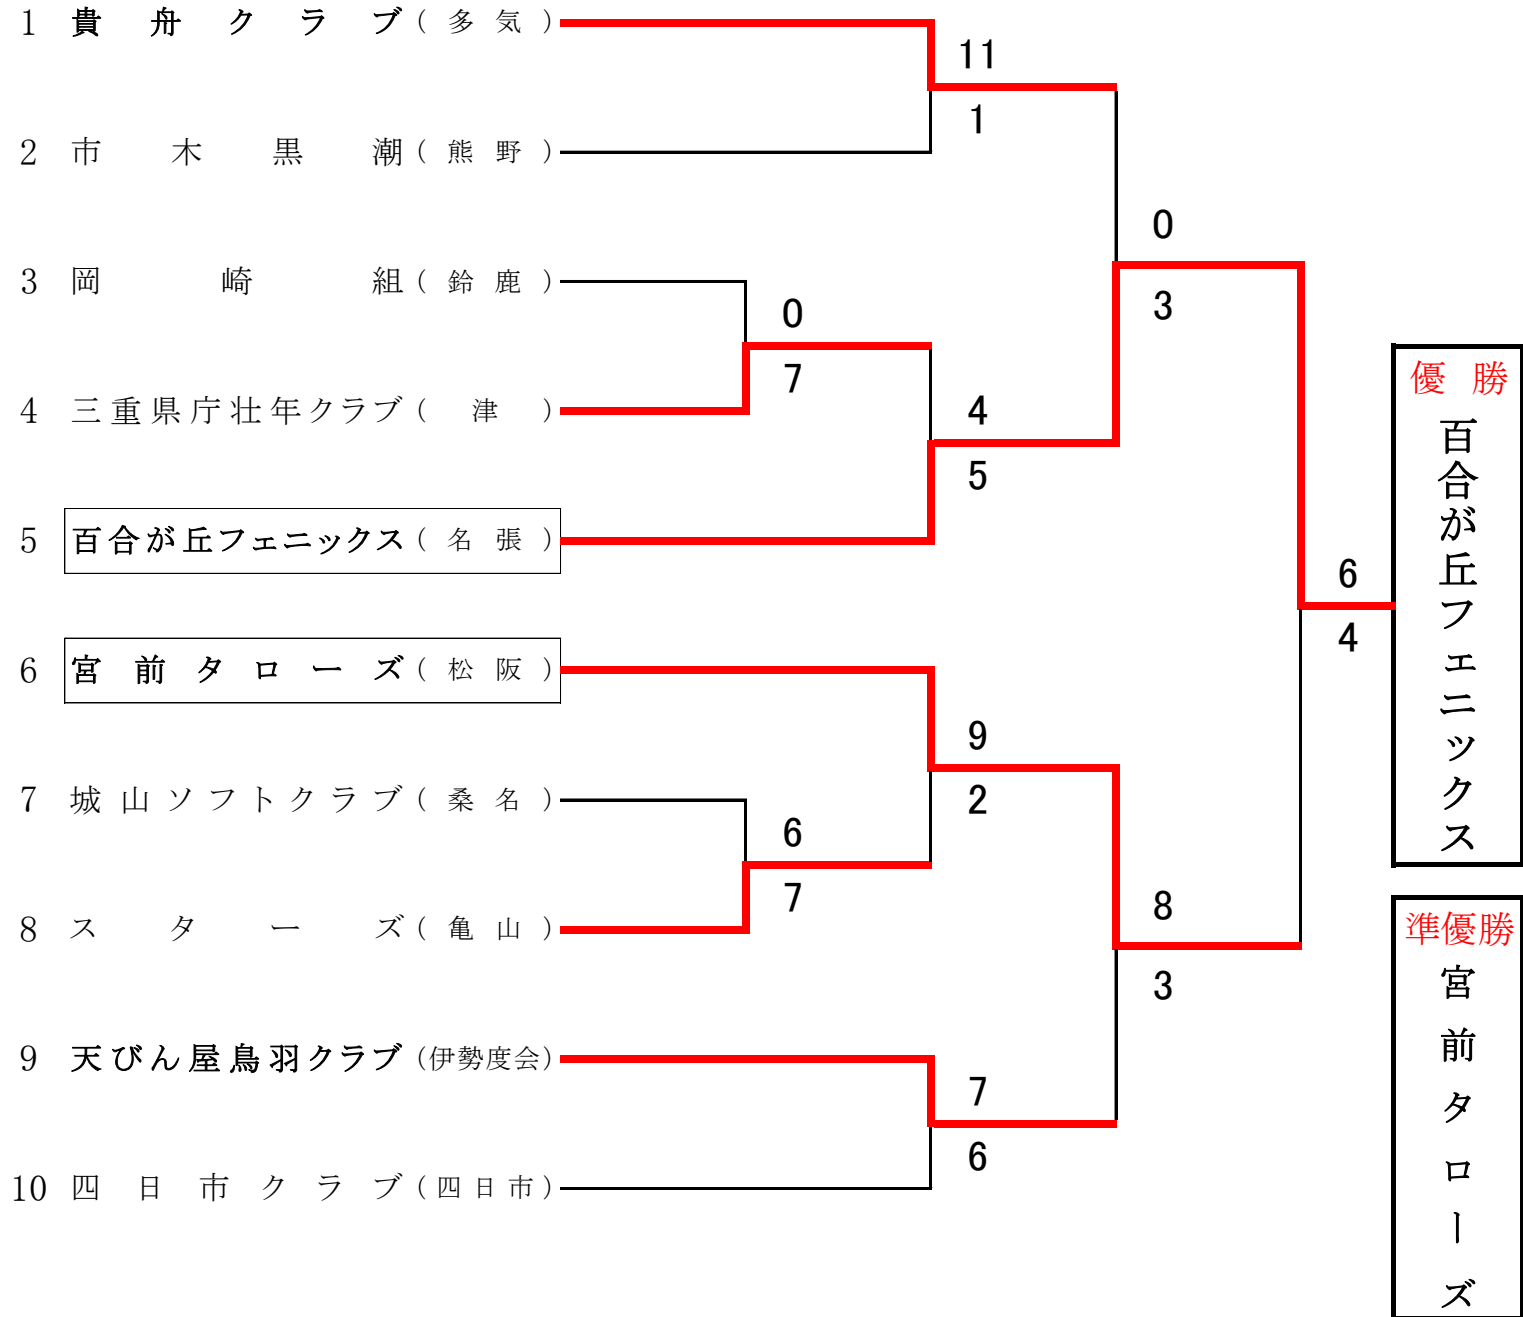 1 貴舟クラブ(多気)
2 市木黒潮(熊野)
3 岡崎組(鈴鹿)
4 三重県庁壮年クラブ(津)
5 百合が丘フェニックス(名張)
6 宮前タローズ(松阪)
7 城山ソフトクラブ(桑名)
8 スターズ(亀山)
9 天びん屋鳥羽クラブ(伊勢度会)
10 四日市クラブ(四日市)
0
7
6
7
11
1
4
5
9
2
7
6
0
3
8
3
6
4
優勝
百合が丘フェニックス
準優勝
宮前タローズ